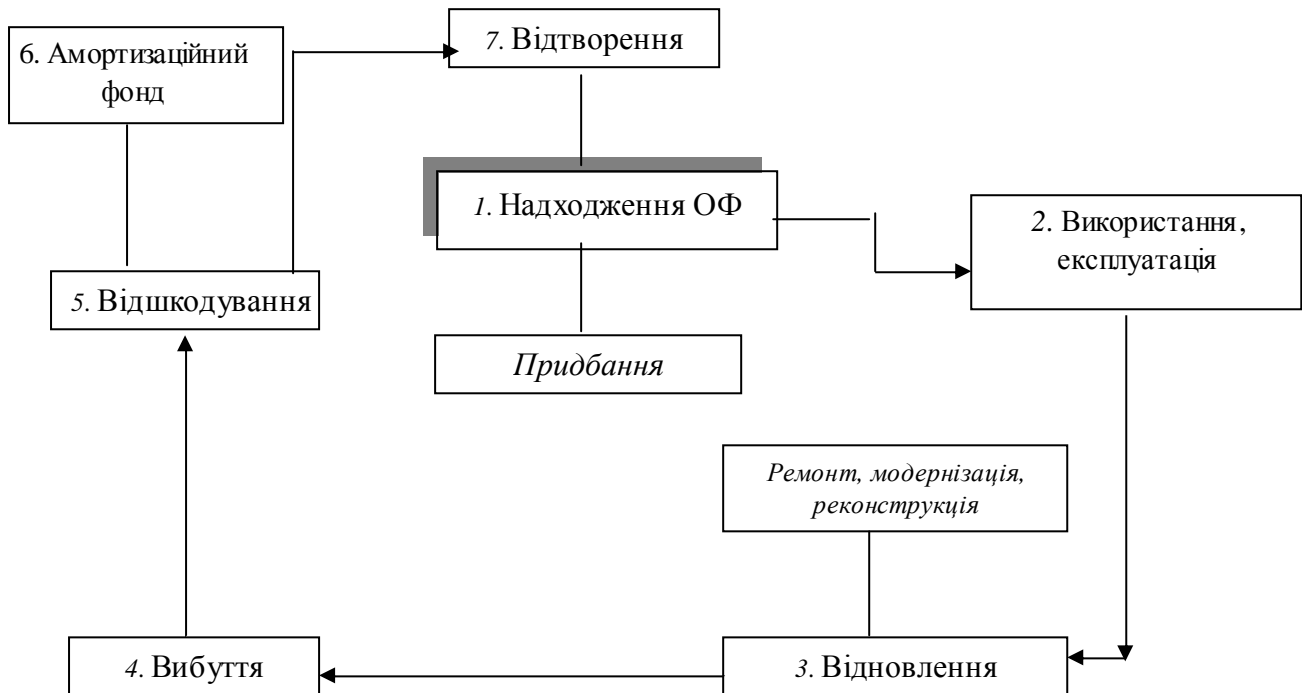 6. Амортизаційний
фонд
7. Відтворення
1. Надходження ОФ
2. Використання,
експлуатація
5. Відшкодування
Придбання
Ремонт, модернізація,
реконструкція
4. Вибуття
3. Відновлення